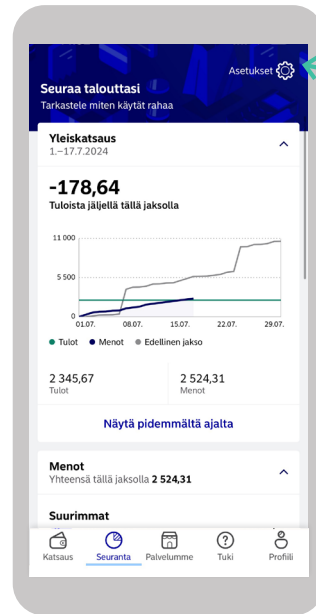 Asetukset
Seuraa talouttasi
Tarkastele miten käytät rahaa
Yleiskatsaus
1.–17.7.2024
-178,64
Tuloista jäljellä tällä jaksolla
11 000
5 500
0
01.07. 08.07. 15.07. 22.07. 29.07.
Tulot Menot Edellinen jakso
2 345,67 2 524,31
Tulot Menot
Näytä pidemmältä ajalta
Menot
Yhteensä tällä jaksolla 2 524,31
Suurimmat
Katsaus Seuranta Palvelumme Tuki Profiili